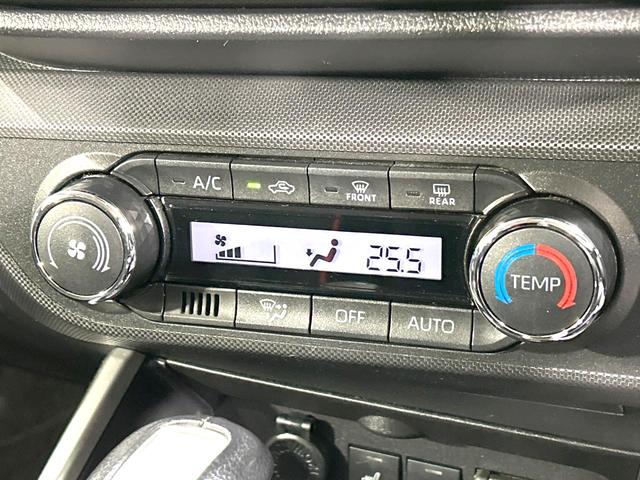 A/C
FRONT
REAR
25.5
TEMP
OFF
AUTO